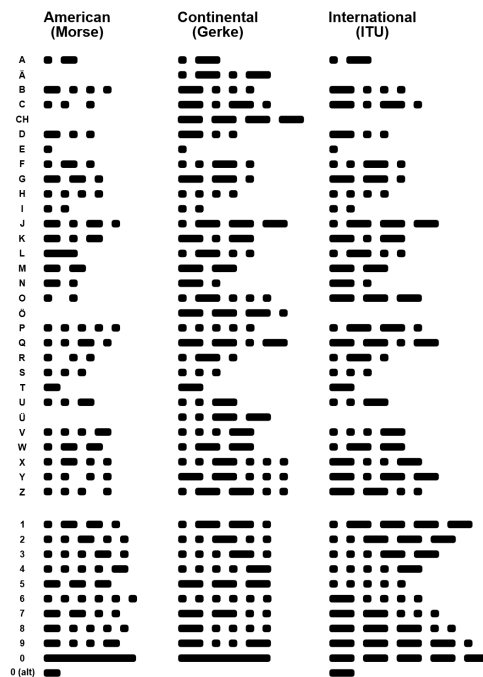 American Continental International
(Morse) (Gerke) (ITU)
A
Ä
B
C
CH
D
E
F
G
H
I
J
K
L
M
N
O
Ö
P
Q
R
S
T
U
Ü
V
W
X
Y
Z
1
2
3
4
5
6
7
8
9
0
0 (alt)